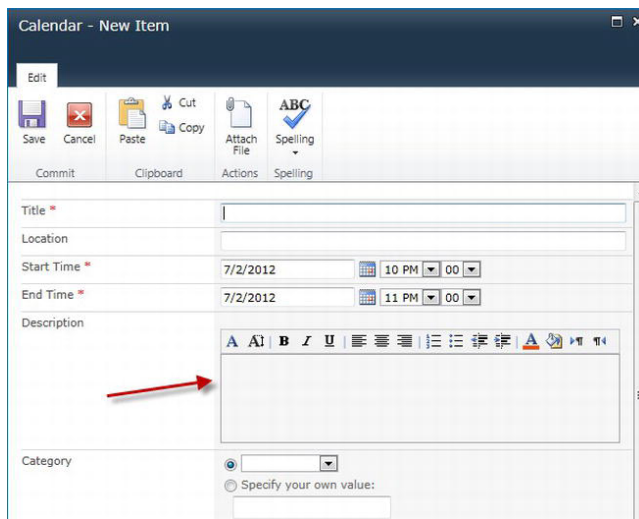 Calendar - New Item
Edit
Save Cancel Paste Cut Copy Attach File ABC Spelling
Commit Clipboard Actions Spelling
Title *
Location
Start Time * 7/2/2012 10 PM 00
End Time * 7/2/2012 11 PM 00
Description
A AI B I U A
Category
Specify your own value: